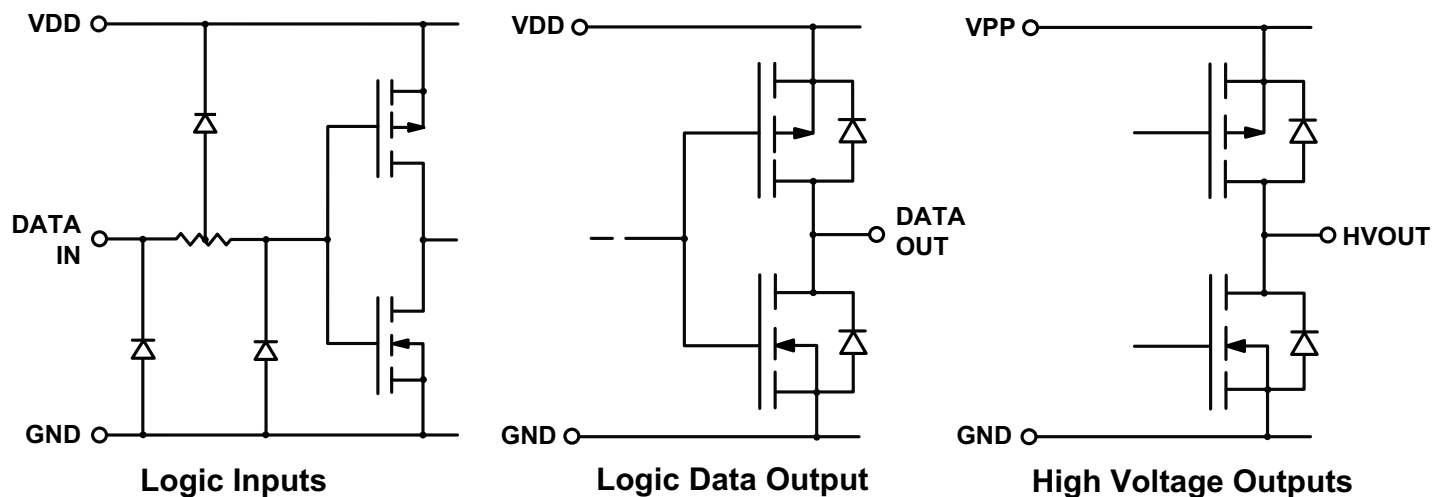 VDD
DATA
IN
GND
Logic Inputs
VDD
DATA
OUT
GND
Logic Data Output
VPP
HVOUT
GND
High Voltage Outputs